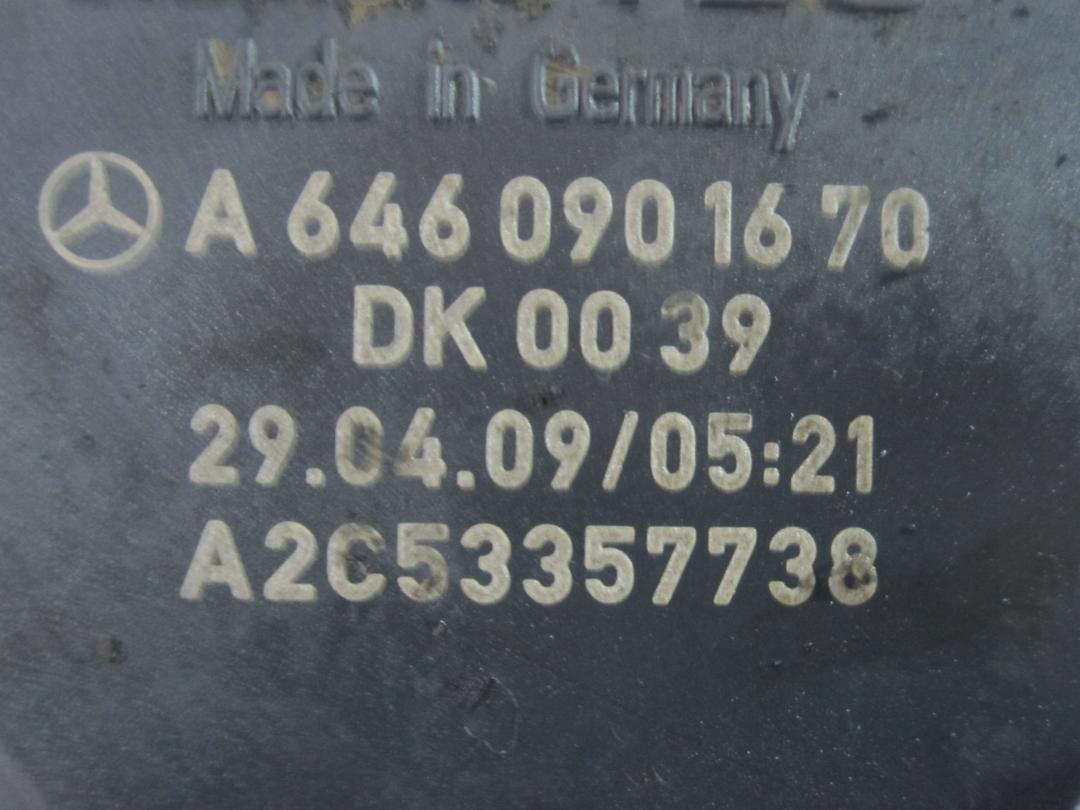 Made in Germany
A 646 090 16 70
DK 00 39
29.04.09/05:21
A2C53357738